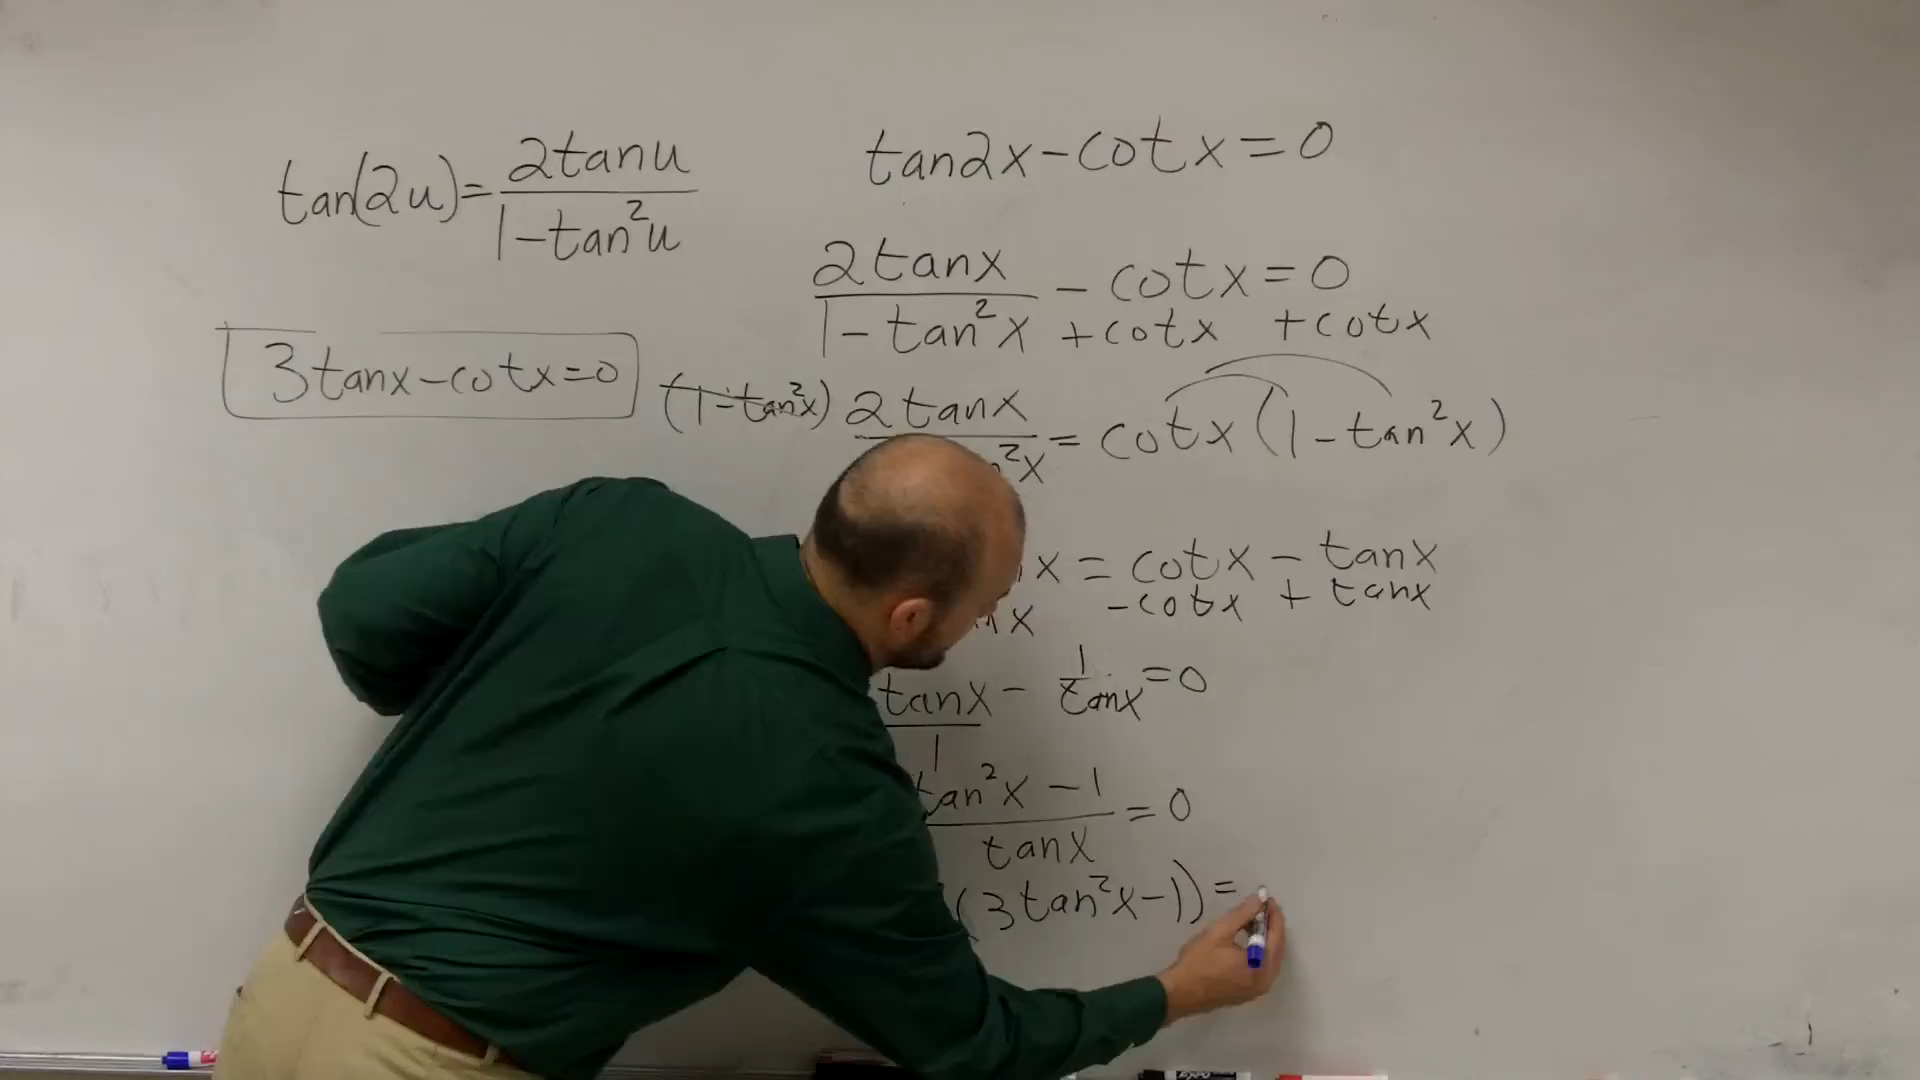 tan(2u)=2tanu/1-tan²u
3tanx-cotx=0
tan2x-cotx=0
2tanx/1-tan²x -cotx=0
+cotx +cotx
(1-tan²x) 2tanx/²x = cotx(1-tan²x)
x = cotx - tanx
x -cotx + tanx
tanx/1 - 1/tanx =0
tan²x -1/tanx =0
(3tan²x-1))=
EXPO